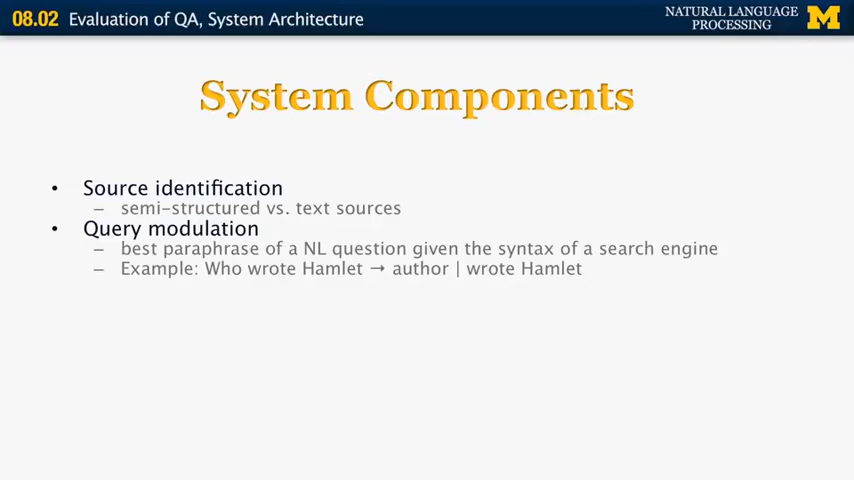 08.02 Evaluation of QA, System Architecture
NATURAL LANGUAGE
PROCESSING
M
System Components
• Source identification
– semi-structured vs. text sources
• Query modulation
– best paraphrase of a NL question given the syntax of a search engine
– Example: Who wrote Hamlet → author | wrote Hamlet